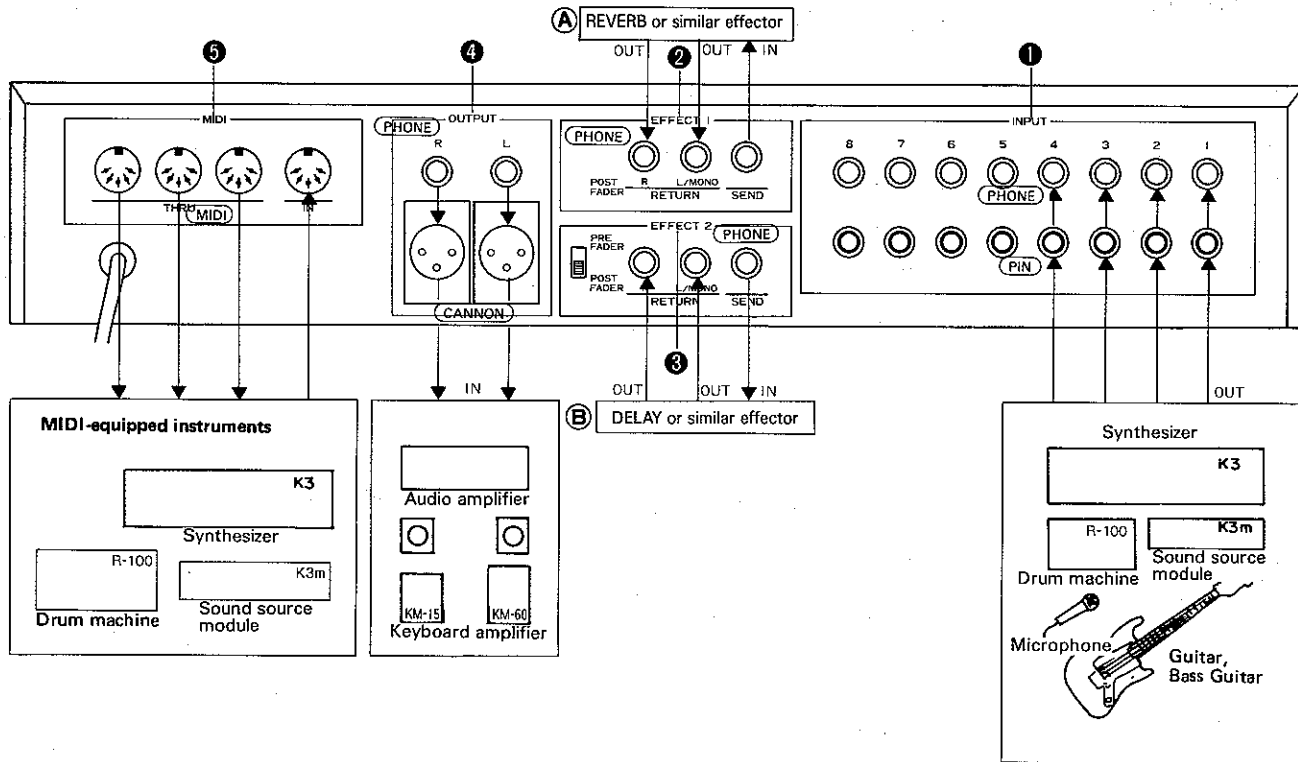 Ⓐ REVERB or similar effector
OUT OUT IN
❺ ❹ ❷ ❶
MIDI
THRU
MIDI
IN
OUTPUT
PHONE
R L
CANNON
EFFECT 1
PHONE
POST FADER
R L/MONO
RETURN SEND
EFFECT 2
PHONE
PRE FADER
POST FADER
L/MONO
RETURN SEND
❸
INPUT
8 7 6 5 4 3 2 1
PHONE
PIN
IN
OUT OUT IN
Ⓑ DELAY or similar effector
OUT
MIDI-equipped instruments
K3
Synthesizer
R-100
Drum machine
K3m
Sound source
module
Audio amplifier
KM-15 KM-60
Keyboard amplifier
Synthesizer
K3
R-100
Drum machine
K3m
Sound source
module
Microphone
Guitar,
Bass Guitar